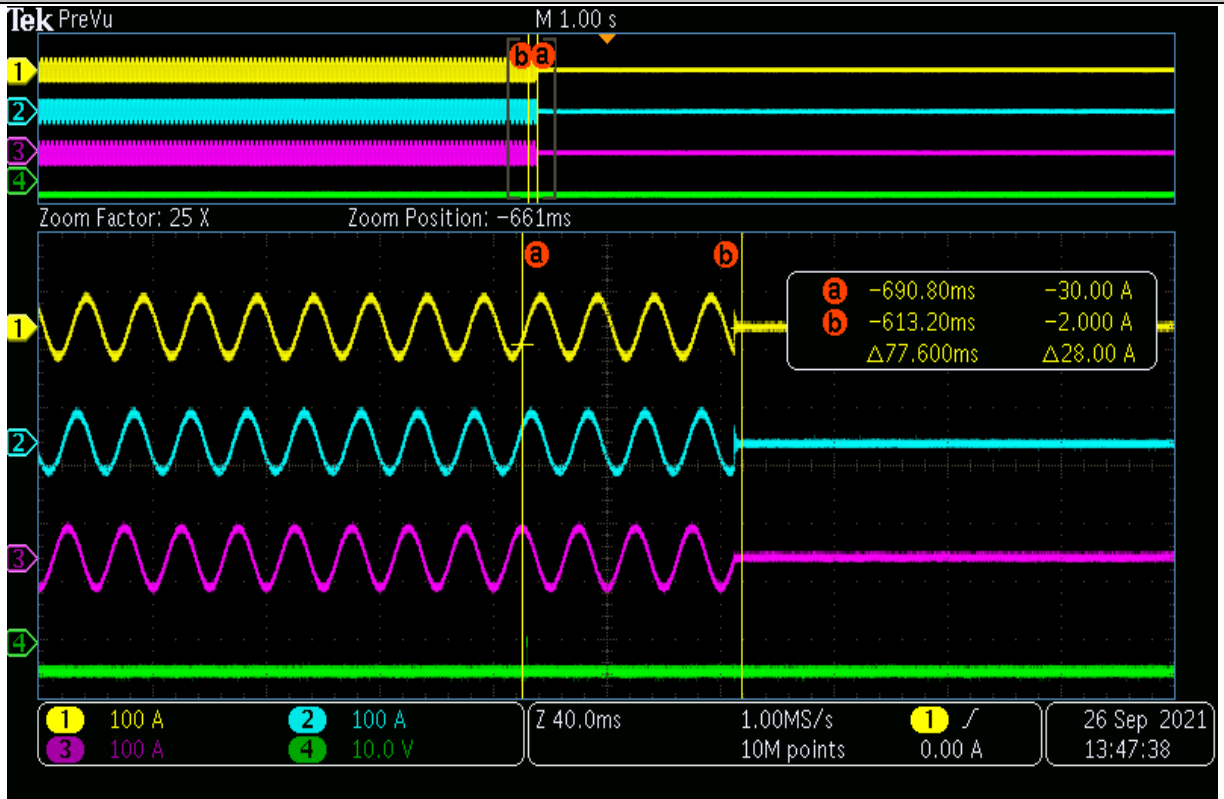 Tek PreVu M 1.00 s
b a
1
2
3
4
Zoom Factor: 25 X Zoom Position: -661ms
a b
a -690.80ms -30.00 A
b -613.20ms -2.000 A
Δ77.600ms Δ28.00 A
1
2
3
4
1 100 A 2 100 A
3 100 A 4 10.0 V
Z 40.0ms 1.00MS/s 1
10M points 0.00 A
26 Sep 2021
13:47:38